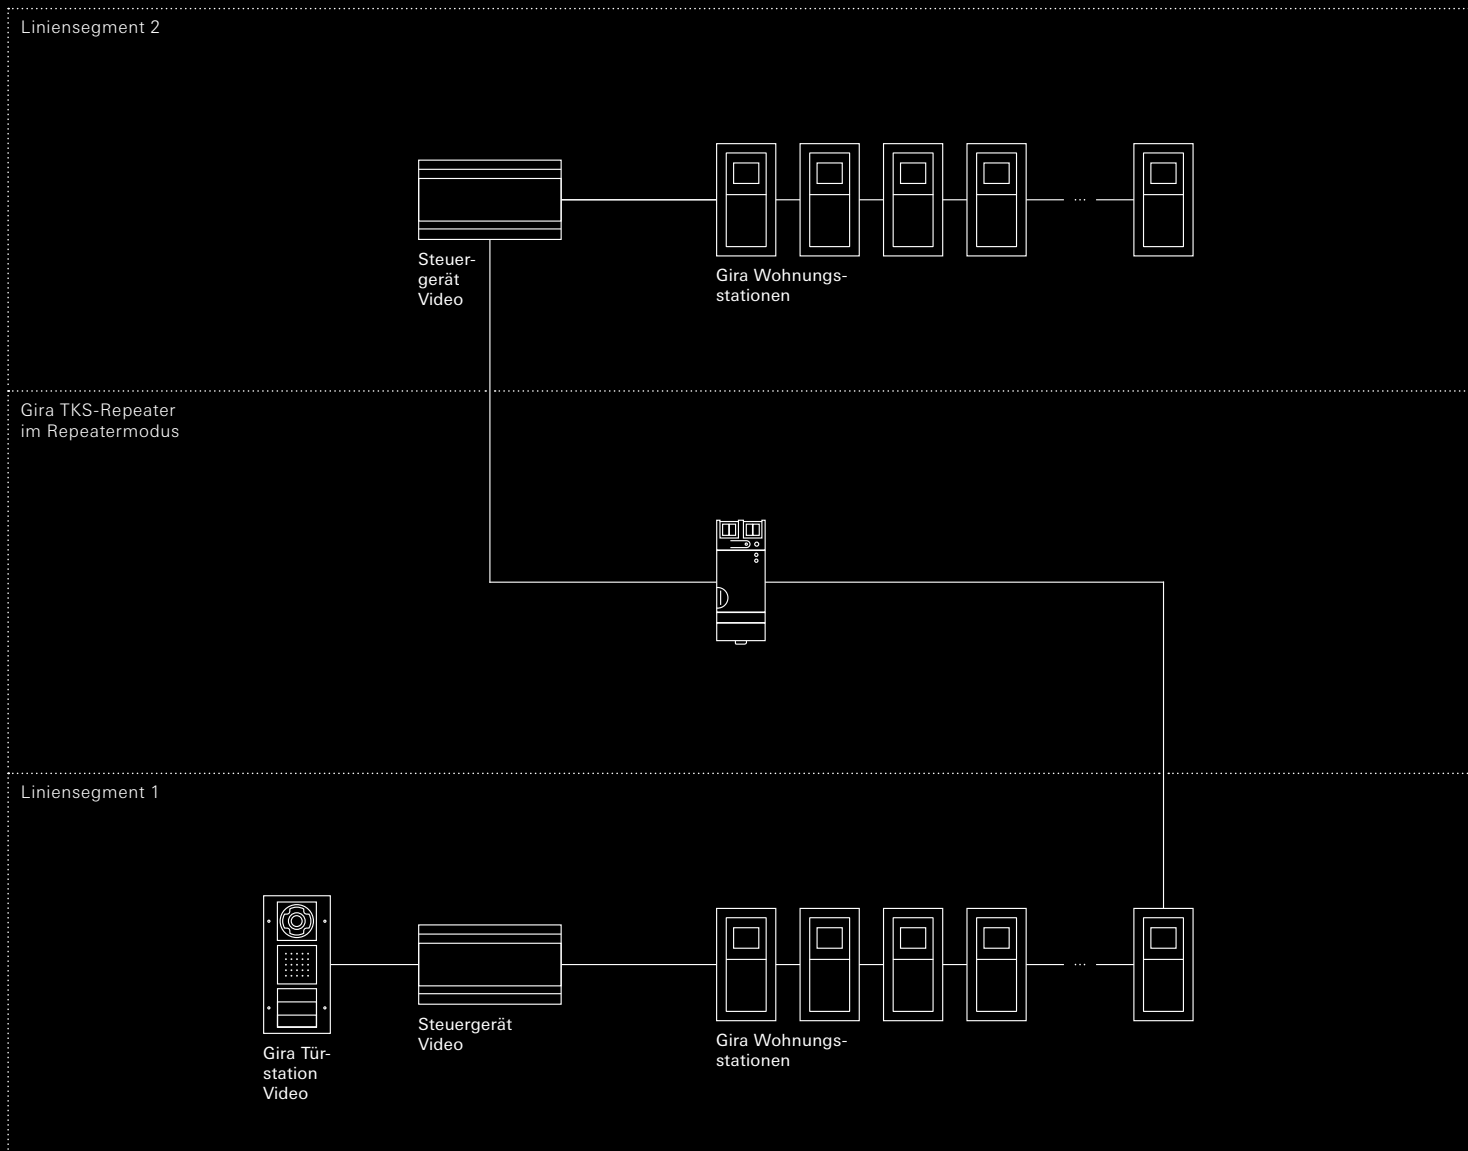 Liniensegment 2
Steuer-
gerät
Video
Gira Wohnungs-
stationen
...
Gira TKS-Repeater
im Repeatermodus
Liniensegment 1
Gira Tür-
station
Video
Steuergerät
Video
Gira Wohnungs-
stationen
...